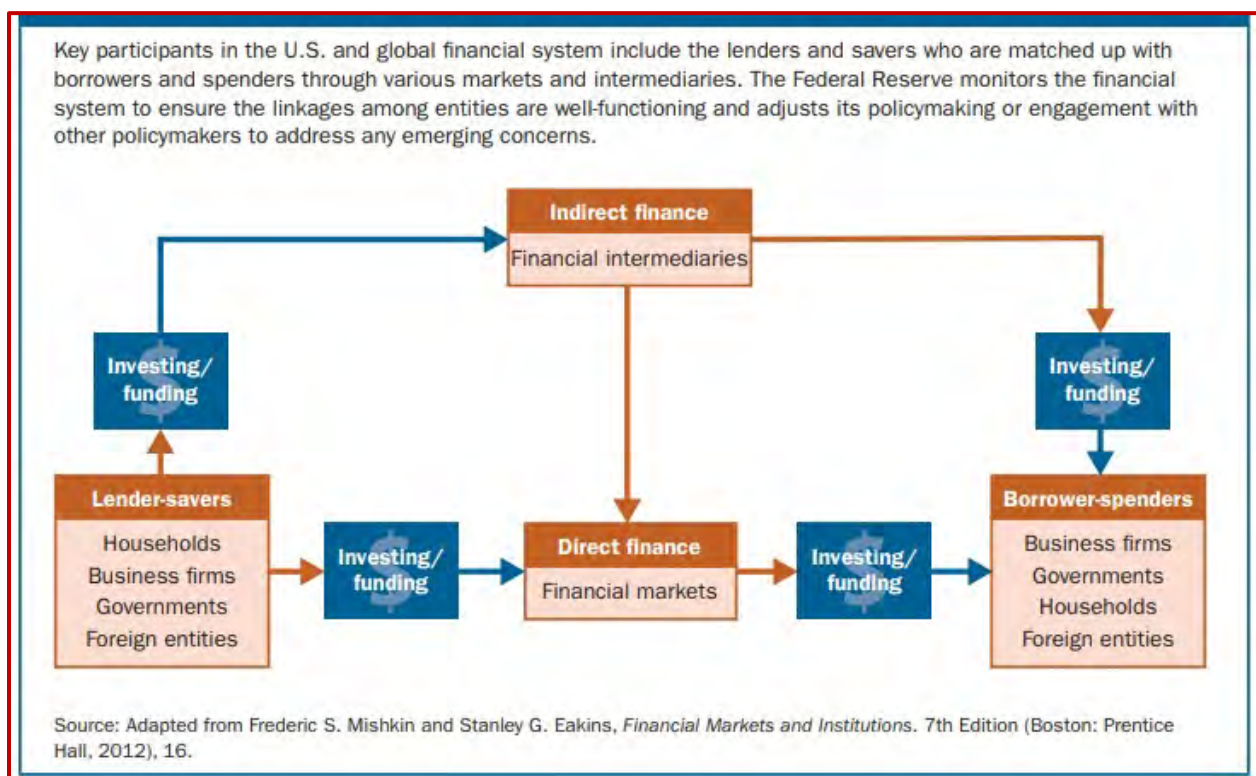 Key participants in the U.S. and global financial system include the lenders and savers who are matched up with
borrowers and spenders through various markets and intermediaries. The Federal Reserve monitors the financial
system to ensure the linkages among entities are well-functioning and adjusts its policymaking or engagement with
other policymakers to address any emerging concerns.
Indirect finance
Financial intermediaries
$
Investing/
funding
$
Investing/
funding
Lender-savers
Households
Business firms
Governments
Foreign entities
$
Investing/
funding
Direct finance
Financial markets
$
Investing/
funding
Borrower-spenders
Business firms
Governments
Households
Foreign entities
Source: Adapted from Frederic S. Mishkin and Stanley G. Eakins, Financial Markets and Institutions. 7th Edition (Boston: Prentice
Hall, 2012), 16.